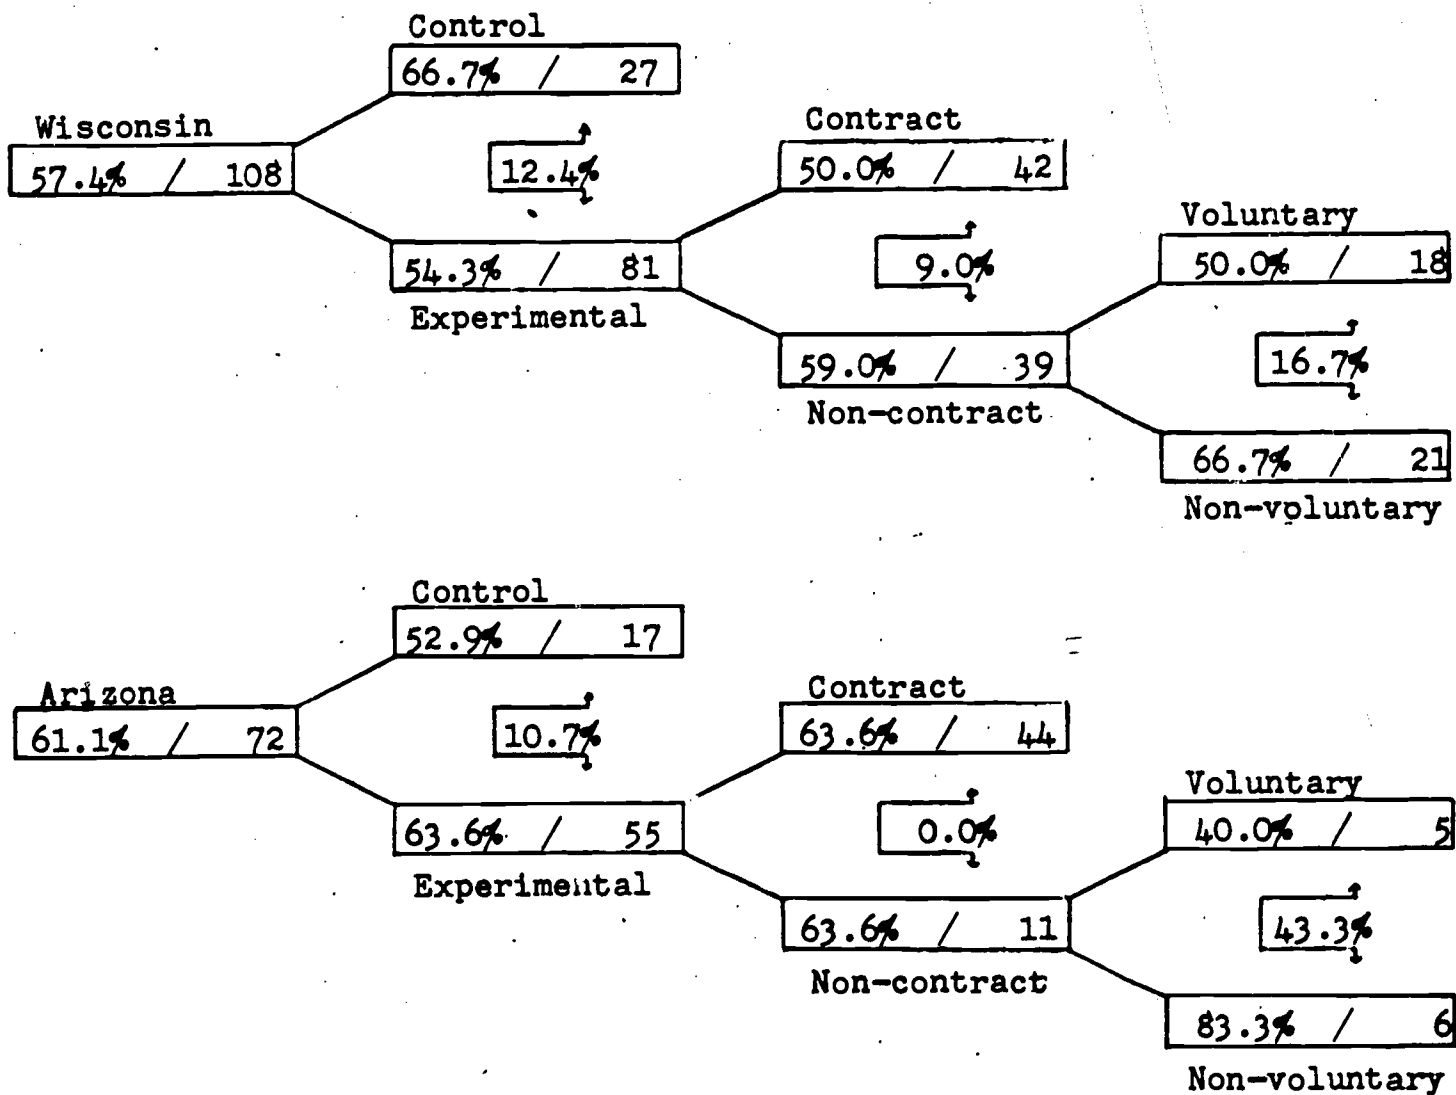 Control
66.7% / 27
Wisconsin
57.4% / 108
12.4%
Contract
50.0% / 42
54.3% / 81
Experimental
9.0%
Voluntary
50.0% / 18
59.0% / 39
Non-contract
16.7%
66.7% / 21
Non-voluntary
Control
52.9% / 17
Arizona
61.1% / 72
10.7%
Contract
63.6% / 44
63.6% / 55
Experimental
0.0%
Voluntary
40.0% / 5
63.6% / 11
Non-contract
43.3%
83.3% / 6
Non-voluntary